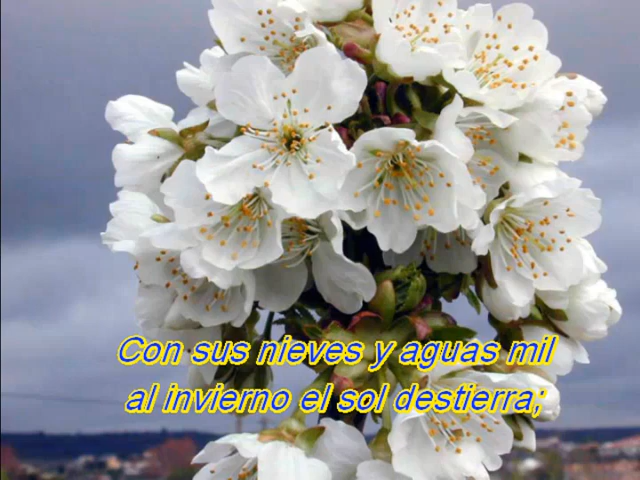 Con sus nieves y aguas mil
al invierno el sol destierra;